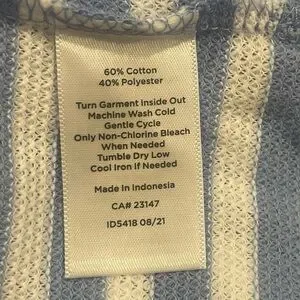 60% Cotton
40% Polyester
Turn Garment Inside Out
Machine Wash Cold
Gentle Cycle
Only Non-Chlorine Bleach
When Needed
Tumble Dry Low
Cool Iron If Needed
Made in Indonesia
CA# 23147
ID5418 08/21